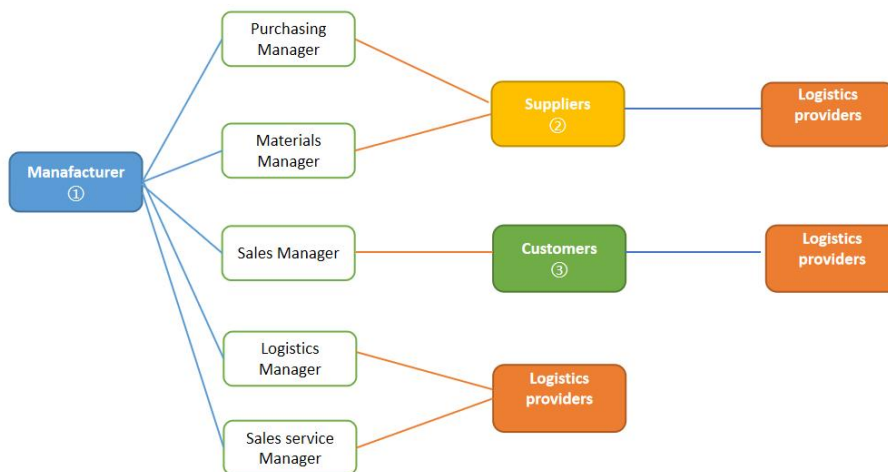 Purchasing
Manager
Materials
Manager
Manafacturer
①
Sales Manager
Logistics
Manager
Sales service
Manager
Suppliers
②
Customers
③
Logistics
providers
Logistics
providers
Logistics
providers